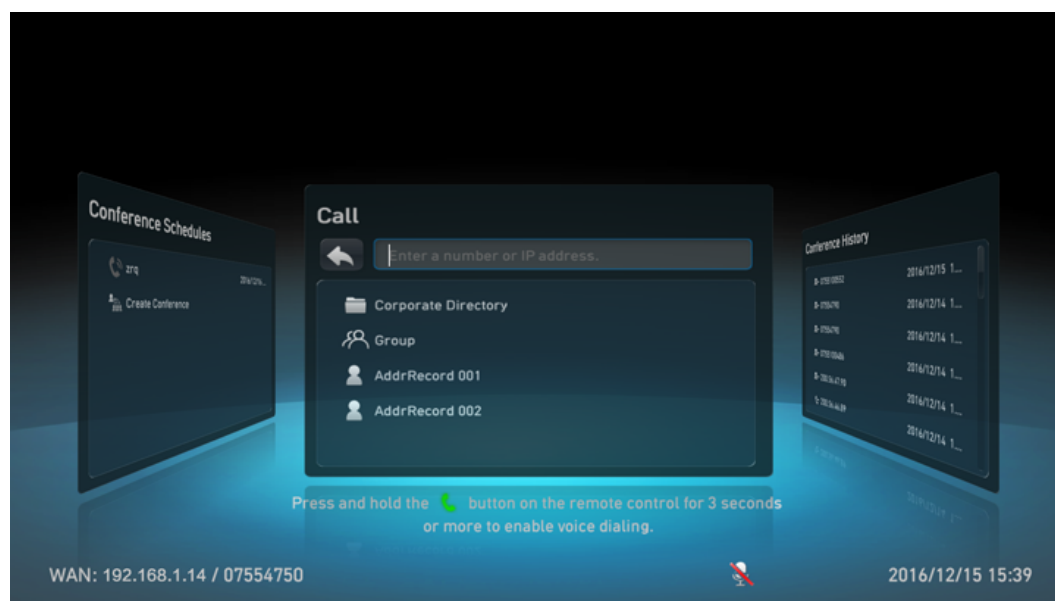 Conference Schedules
zrq
2016/12/15...
Create Conference
Call
Enter a number or IP address.
Corporate Directory
Group
AddrRecord 001
AddrRecord 002
Conference History
2016/12/15 1...
2016/12/14 1...
2016/12/14 1...
2016/12/14 1...
2016/12/14 1...
2016/12/14 1...
Press and hold the button on the remote control for 3 seconds
or more to enable voice dialing.
WAN: 192.168.1.14 / 07554750
2016/12/15 15:39